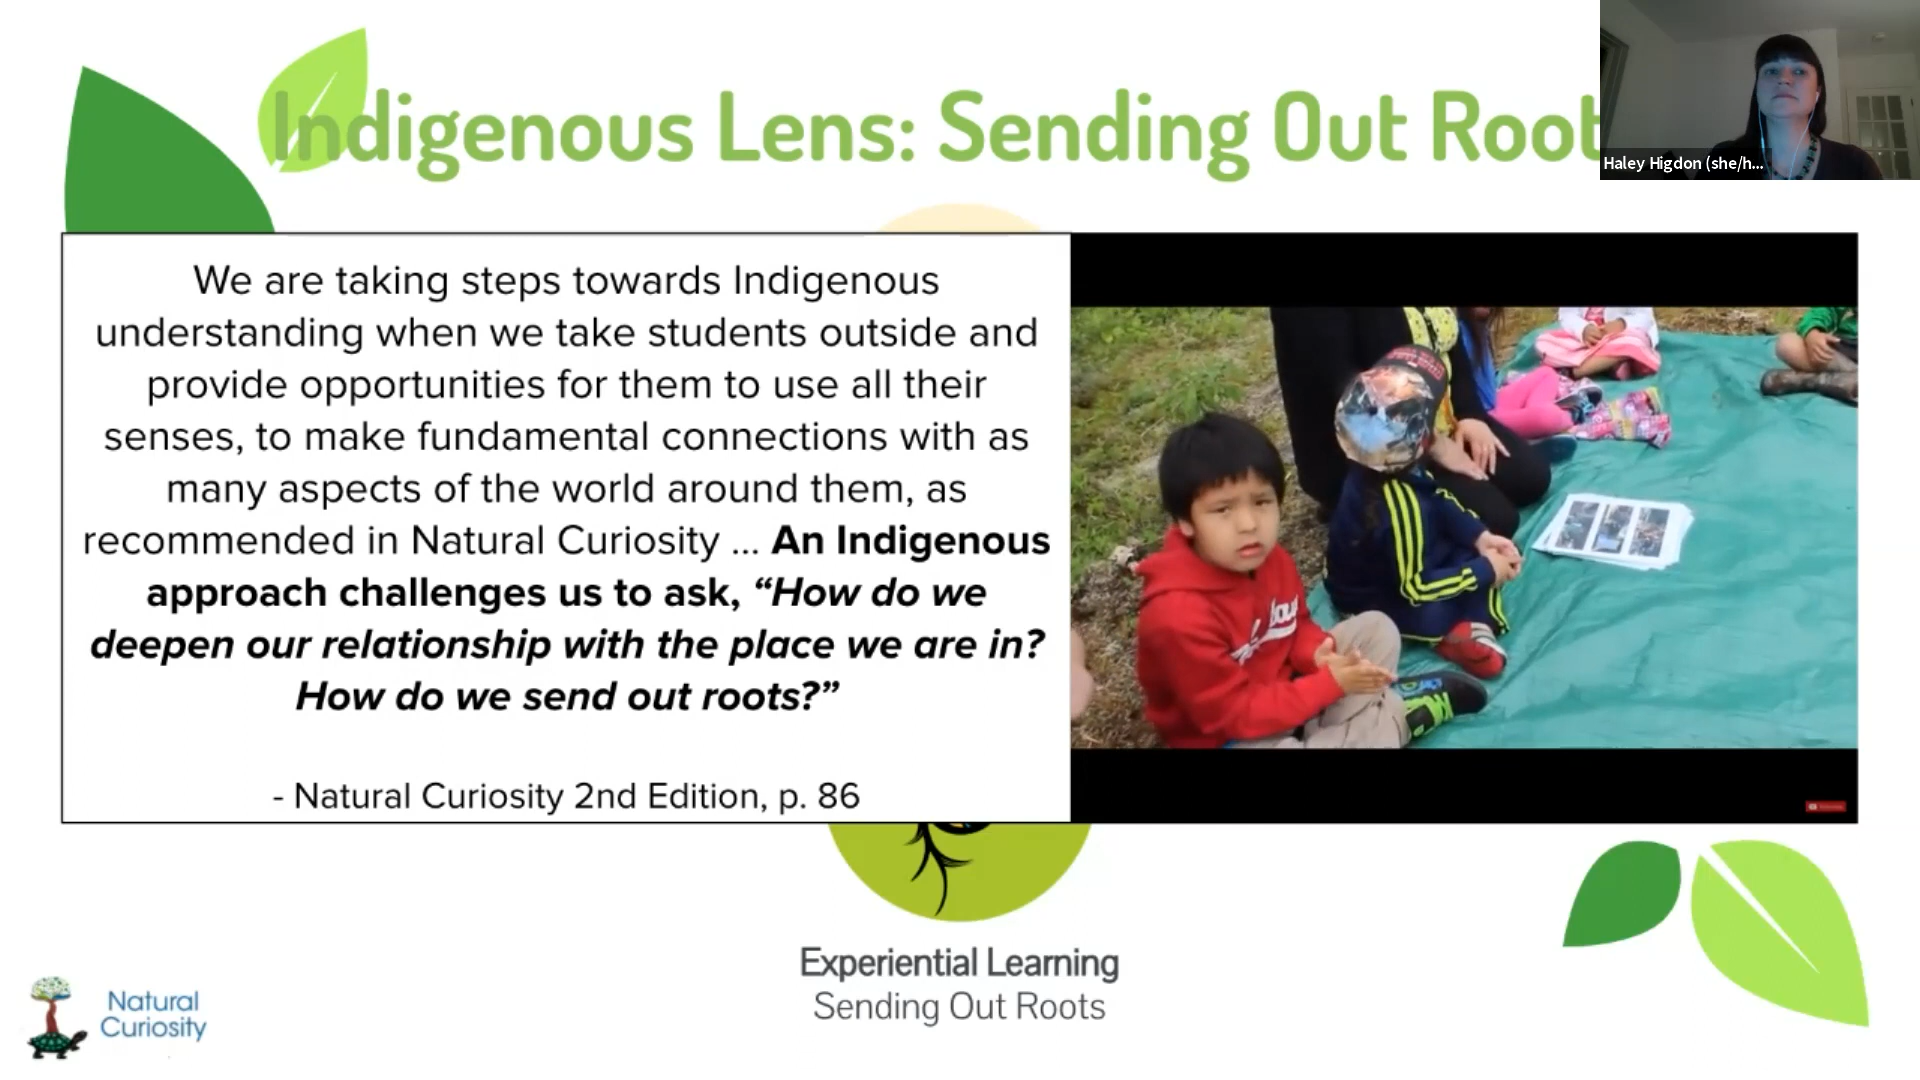 Indigenous Lens: Sending Out Root
Haley Higdon (she/h...
We are taking steps towards Indigenous
understanding when we take students outside and
provide opportunities for them to use all their
senses, to make fundamental connections with as
many aspects of the world around them, as
recommended in Natural Curiosity ... An Indigenous
approach challenges us to ask, “How do we
deepen our relationship with the place we are in?
How do we send out roots?”
- Natural Curiosity 2nd Edition, p. 86
Experiential Learning
Sending Out Roots
Natural
Curiosity